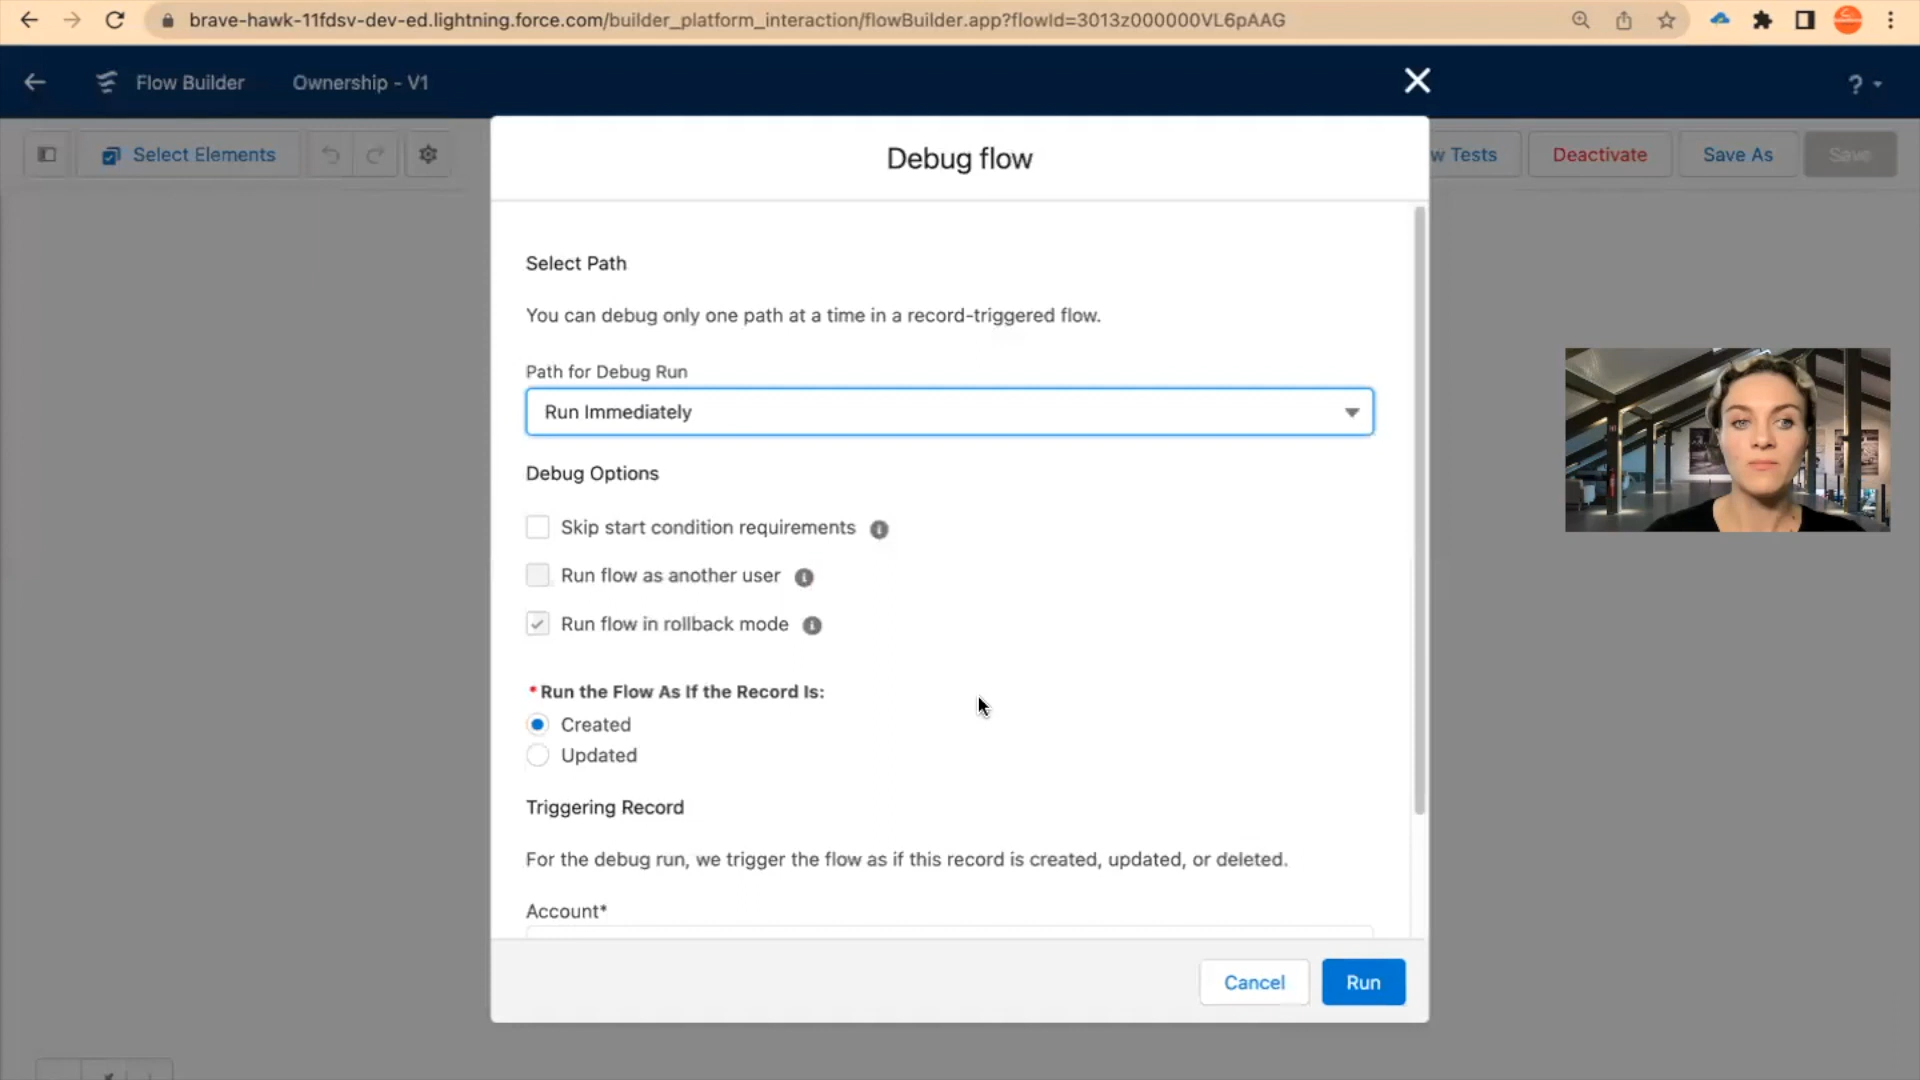 brave-hawk-11fdsv-dev-ed.lightning.force.com/builder_platform_interaction/flowBuilder.app?flowId=3013z000000VL6pAAG
Flow Builder
Ownership - V1
?
Select Elements
w Tests
Deactivate
Save As
Save
Debug flow
Select Path
You can debug only one path at a time in a record-triggered flow.
Path for Debug Run
Run Immediately
Debug Options
Skip start condition requirements
Run flow as another user
Run flow in rollback mode
*Run the Flow As If the Record Is:
Created
Updated
Triggering Record
For the debug run, we trigger the flow as if this record is created, updated, or deleted.
Account*
Cancel
Run